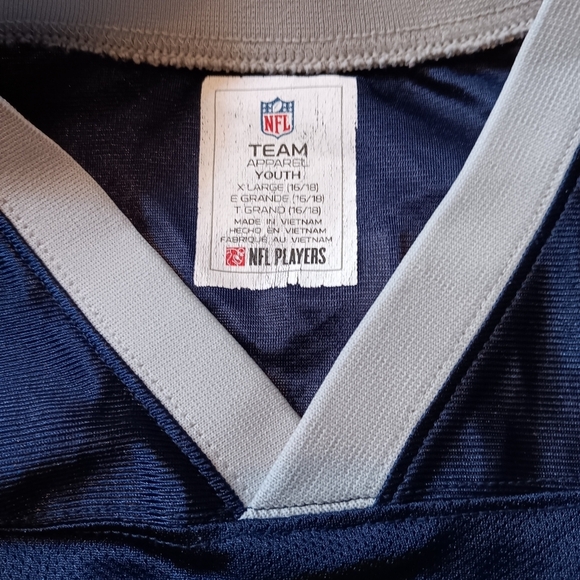 NFL
TEAM
APPAREL
YOUTH
X LARGE (16/18)
E GRANDE (16/18)
T GRAND (16/18)
MADE IN VIETNAM
HECHO EN VIETNAM
FABRIQUÉ AU VIETNAM
NFL PLAYERS